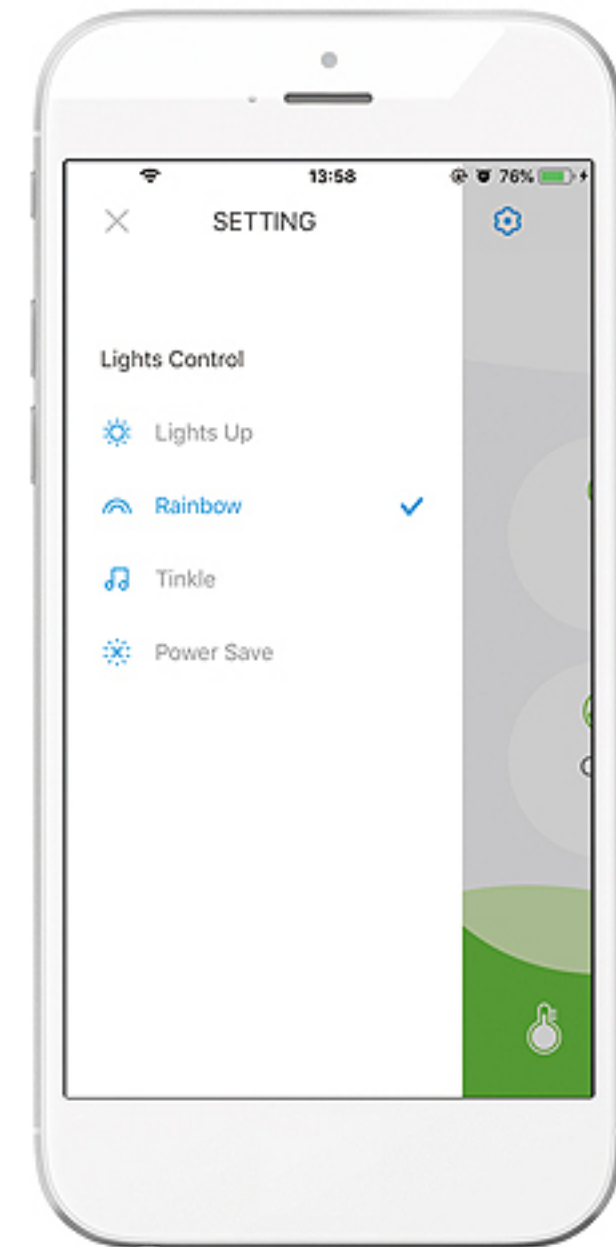 13:58
76%
SETTING
Lights Control
Lights Up
Rainbow
Tinkle
Power Save